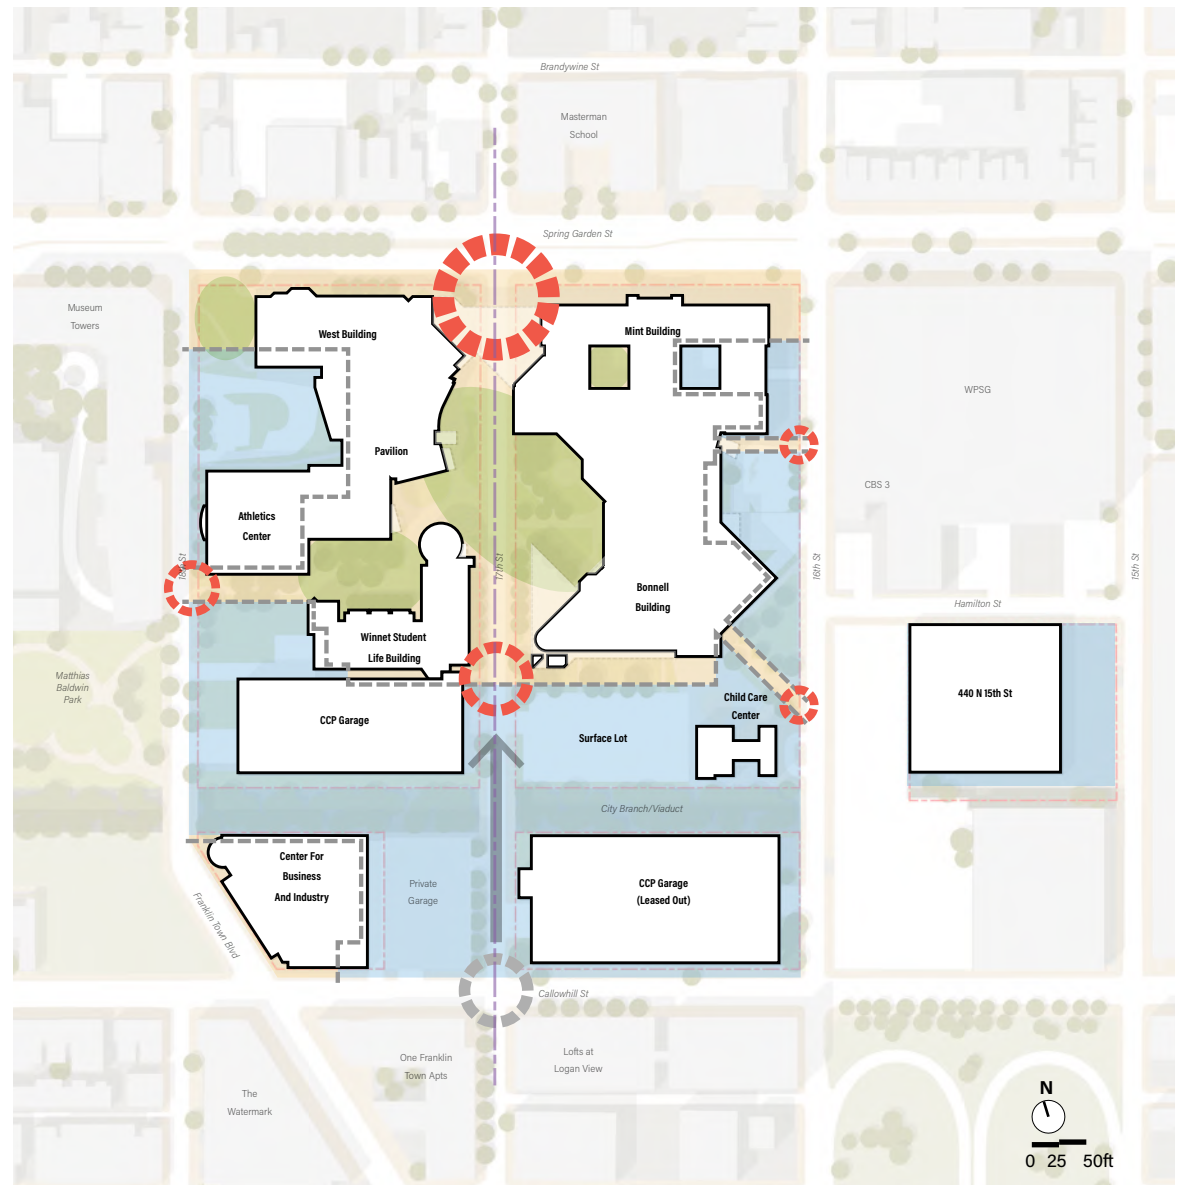 Brandywine St
Masterman
School
Spring Garden St
Museum
Towers
West Building
Mint Building
WPSG
Pavilion
CBS 3
Athletics
Center
18th St
17th St
16th St
15th St
Bonnell
Building
Hamilton St
Winnet Student
Life Building
Matthias
Baldwin
Park
440 N 15th St
Child Care
Center
CCP Garage
Surface Lot
City Branch/Viaduct
Center For
Business
And Industry
Private
Garage
CCP Garage
(Leased Out)
Franklin Town Blvd
Callowhill St
One Franklin
Town Apts
Lofts at
Logan View
The
Watermark
N
0 25 50ft